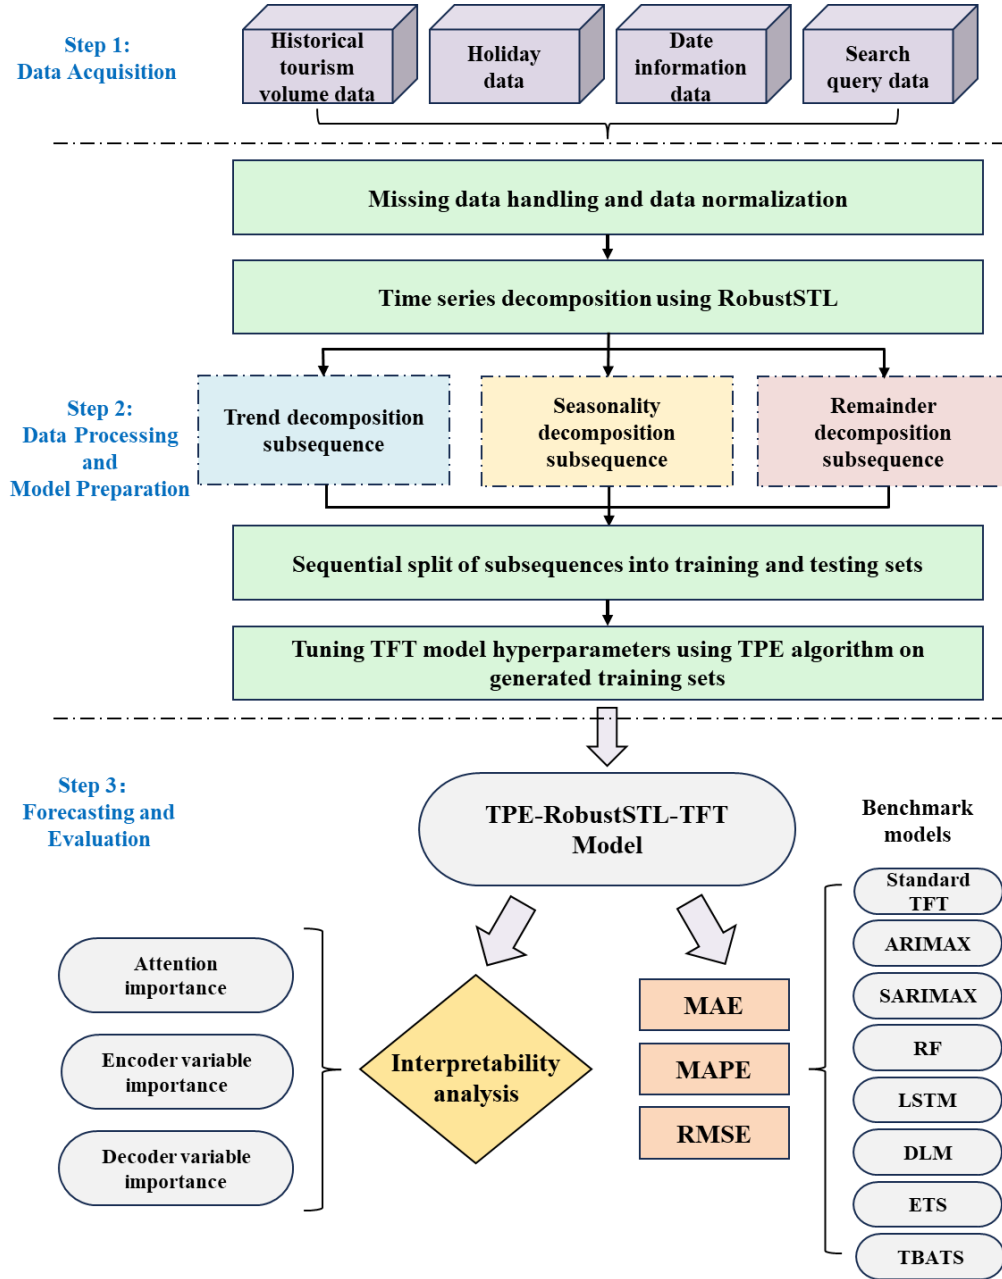 Step 1:
Data Acquisition
Historical
tourism
volume data
Holiday
data
Date
information
data
Search
query data
Missing data handling and data normalization
Time series decomposition using RobustSTL
Step 2:
Data Processing
and
Model Preparation
Trend decomposition
subsequence
Seasonality
decomposition
subsequence
Remainder
decomposition
subsequence
Sequential split of subsequences into training and testing sets
Tuning TFT model hyperparameters using TPE algorithm on
generated training sets
Step 3:
Forecasting and
Evaluation
TPE-RobustSTL-TFT
Model
Benchmark
models
Attention
importance
Encoder variable
importance
Decoder variable
importance
Interpretability
analysis
MAE
MAPE
RMSE
Standard
TFT
ARIMAX
SARIMAX
RF
LSTM
DLM
ETS
TBATS